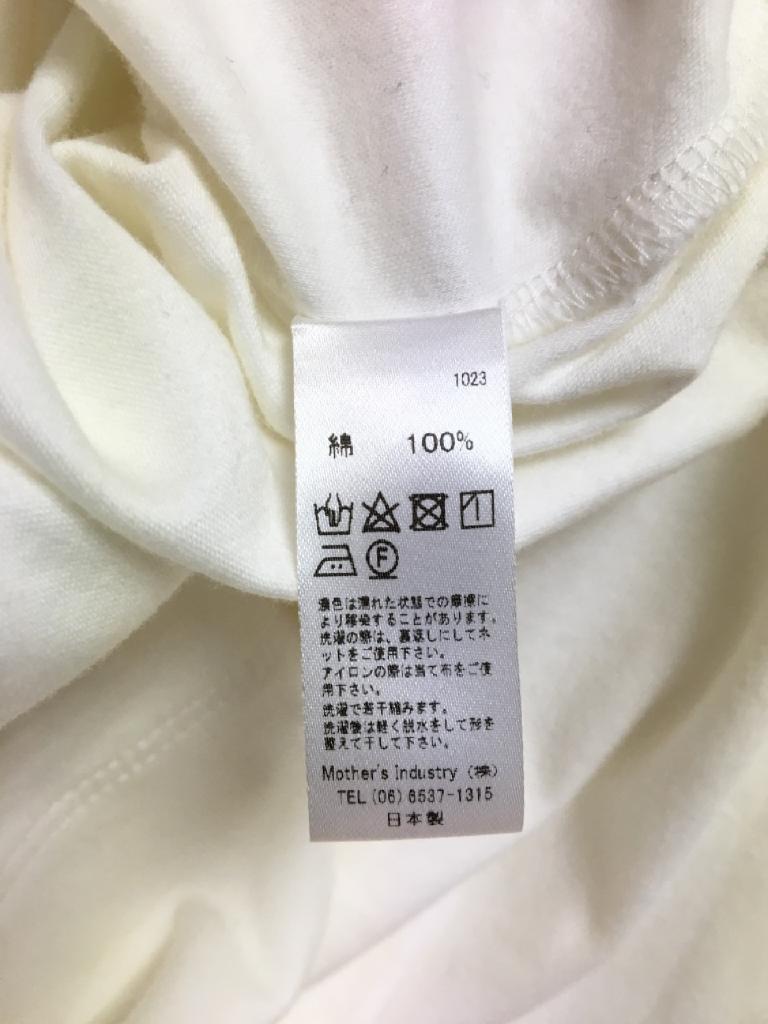 1023
綿 100%
F
濃色は濡れた状態での摩擦に
より移染することがあります。
洗濯の際は、裏返しにしてネ
ットをご使用下さい。
アイロンの際は当て布をご使
用下さい。
洗濯で若干縮みます。
洗濯後は軽く脱水をして形を
整えて干して下さい。
Mother's Industry (株)
TEL (06) 6537-1315
日本製